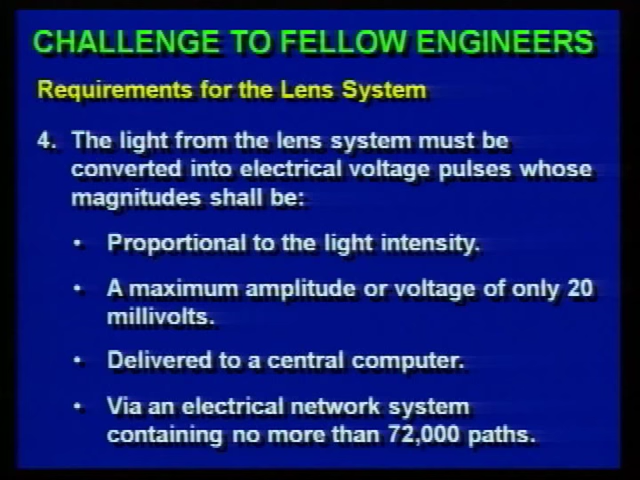 CHALLENGE TO FELLOW ENGINEERS
Requirements for the Lens System
4. The light from the lens system must be
converted into electrical voltage pulses whose
magnitudes shall be:
• Proportional to the light intensity.
• A maximum amplitude or voltage of only 20
millivolts.
• Delivered to a central computer.
• Via an electrical network system
containing no more than 72,000 paths.